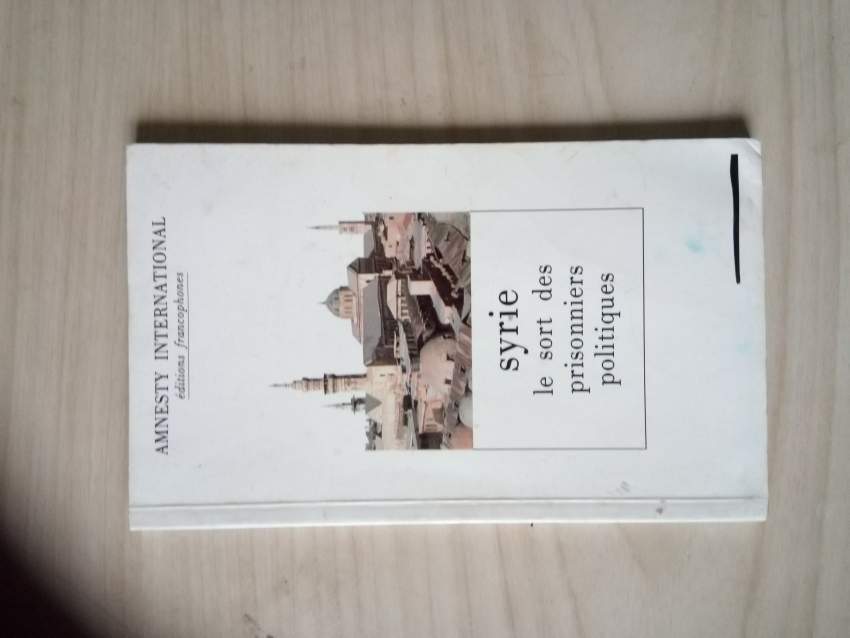 AMNESTY INTERNATIONAL
éditions francophones
syrie
le sort des
prisonniers
politiques